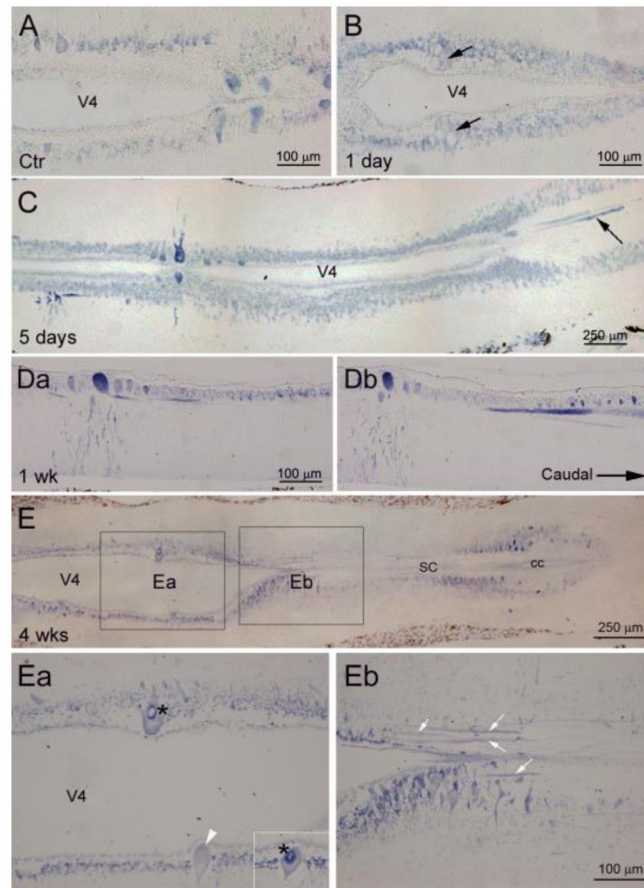 A
V4
Ctr
100 µm
B
V4
1 day
100 µm
C
V4
5 days
250 µm
Da
1 wk
100 µm
Db
Caudal
E
V4
Ea
Eb
SC
cc
4 wks
250 µm
Ea
*
V4
*
Eb
100 µm